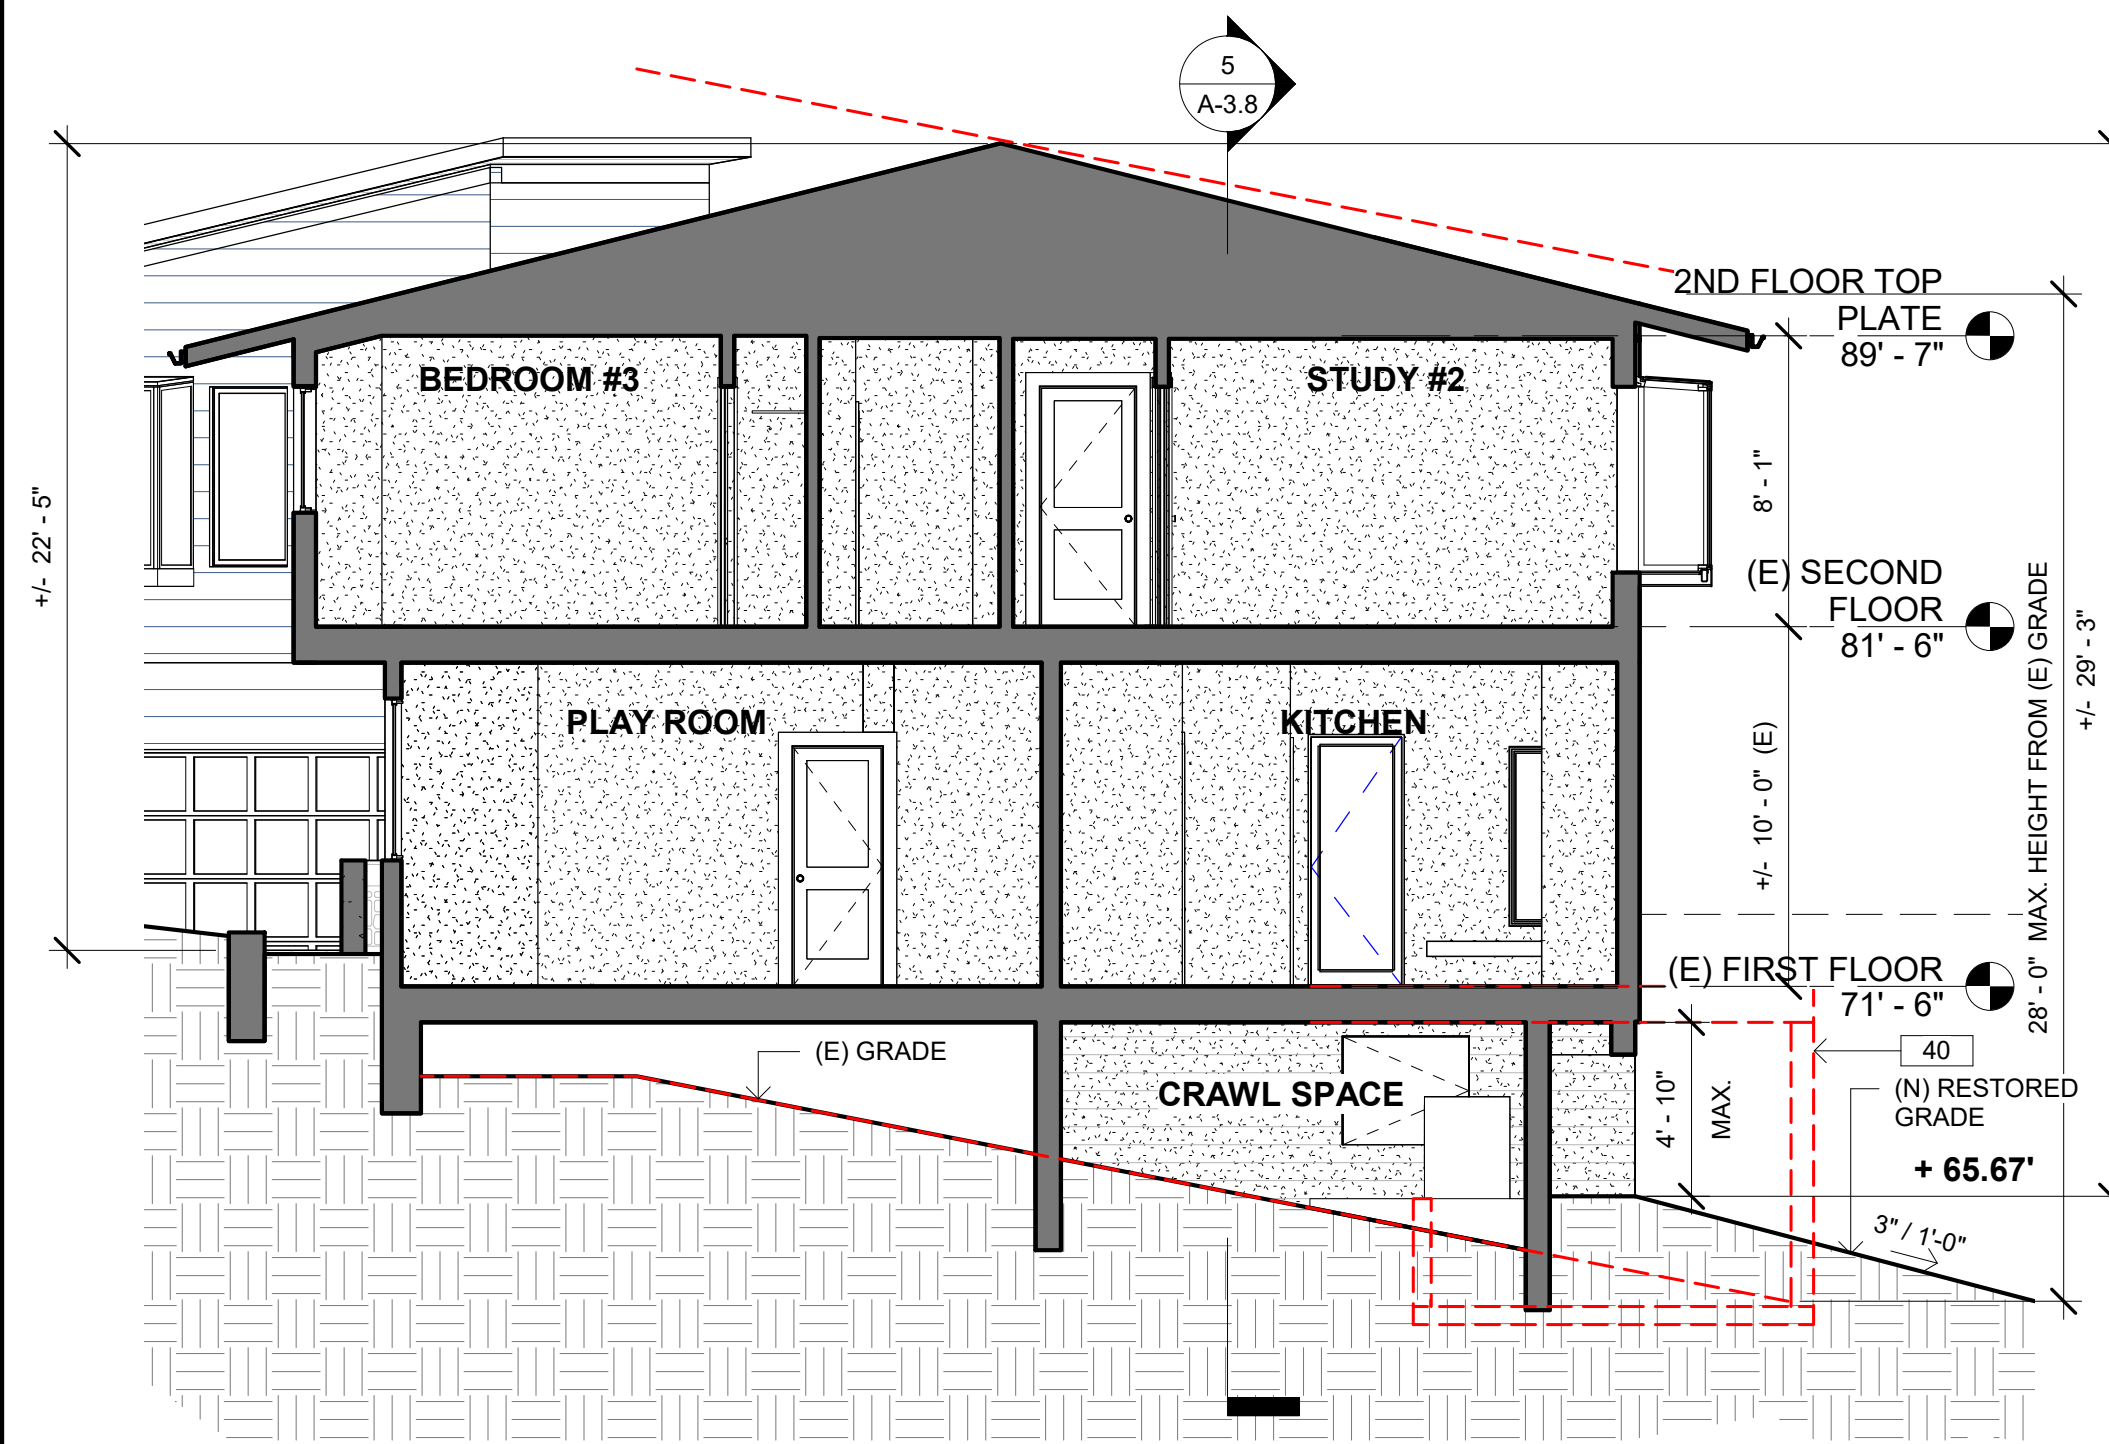 5
A-3.8
2ND FLOOR TOP
PLATE
89' - 7"
BEDROOM #3
STUDY #2
8' - 1"
+/-  22' - 5"
(E) SECOND
FLOOR
81' - 6"
28' - 0"  MAX. HEIGHT FROM (E) GRADE
+/-  29' - 3"
PLAY ROOM
KITCHEN
+/-  10' - 0"  (E)
(E) FIRST FLOOR
71' - 6"
(E) GRADE
40
CRAWL SPACE
4' - 10"
MAX.
(N) RESTORED
GRADE
+ 65.67'
3" / 1'-0"